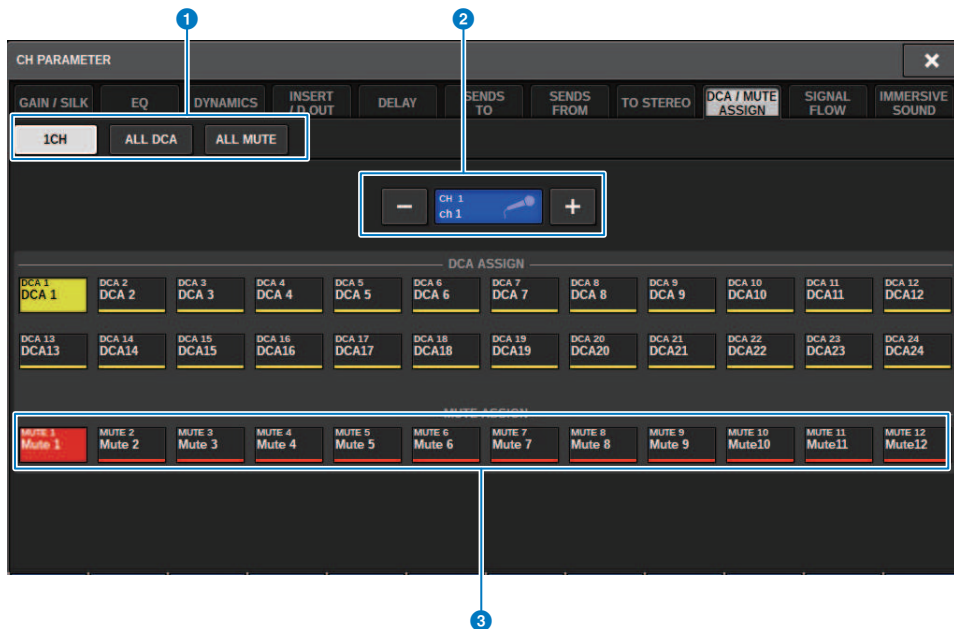 1 2
CH PARAMETER
GAIN / SILK EQ DYNAMICS INSERT / D.OUT DELAY SENDS TO SENDS FROM TO STEREO DCA / MUTE ASSIGN SIGNAL FLOW IMMERSIVE SOUND
1CH ALL DCA ALL MUTE
CH 1
− ch 1 +
DCA ASSIGN
DCA 1 DCA 2 DCA 3 DCA 4 DCA 5 DCA 6 DCA 7 DCA 8 DCA 9 DCA 10 DCA 11 DCA 12
DCA 1 DCA 2 DCA 3 DCA 4 DCA 5 DCA 6 DCA 7 DCA 8 DCA 9 DCA10 DCA11 DCA12
DCA 13 DCA 14 DCA 15 DCA 16 DCA 17 DCA 18 DCA 19 DCA 20 DCA 21 DCA 22 DCA 23 DCA 24
DCA13 DCA14 DCA15 DCA16 DCA17 DCA18 DCA19 DCA20 DCA21 DCA22 DCA23 DCA24
MUTE ASSIGN
MUTE 1 MUTE 2 MUTE 3 MUTE 4 MUTE 5 MUTE 6 MUTE 7 MUTE 8 MUTE 9 MUTE 10 MUTE 11 MUTE 12
Mute 1 Mute 2 Mute 3 Mute 4 Mute 5 Mute 6 Mute 7 Mute 8 Mute 9 Mute10 Mute11 Mute12
3